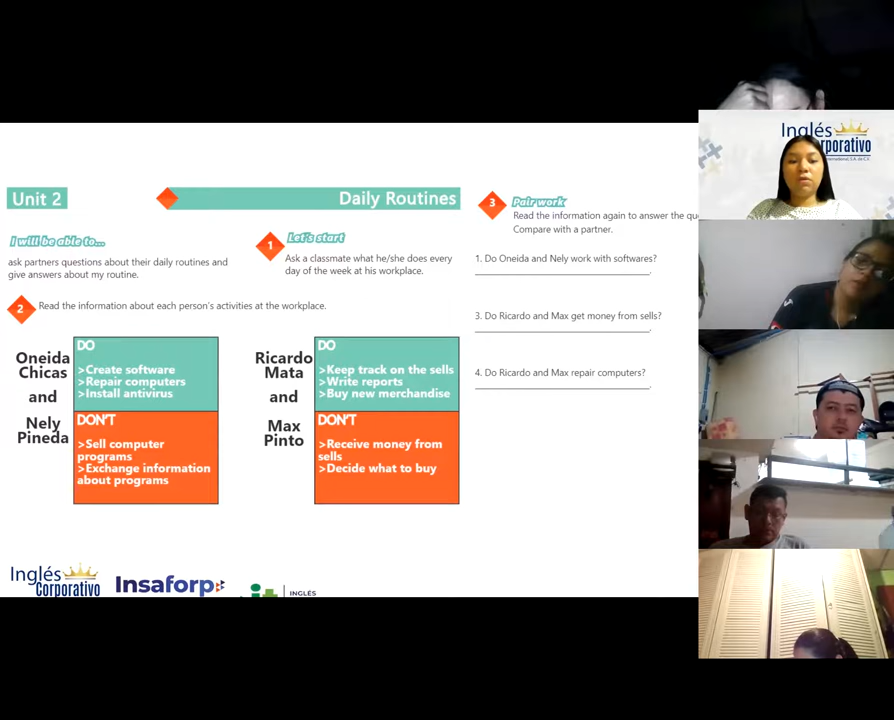 Unit 2
Daily Routines
I will be able to...
ask partners questions about their daily routines and
give answers about my routine.
1
Let's start
Ask a classmate what he/she does every
day of the week at his workplace.
2
Read the information about each person's activities at the workplace.
Oneida
Chicas
and
Nely
Pineda
DO
>Create software
>Repair computers
>Install antivirus
DON'T
>Sell computer
programs
>Exchange information
about programs
Ricardo
Mata
and
Max
Pinto
DO
>Keep track on the sells
>Write reports
>Buy new merchandise
DON'T
>Receive money from
sells
>Decide what to buy
3
Pair work
Read the information again to answer the qu
Compare with a partner.
1. Do Oneida and Nely work with softwares?
3. Do Ricardo and Max get money from sells?
4. Do Ricardo and Max repair computers?
Inglés
Corporativo
Insaforp
INGLÉS
Inglés
rporativo